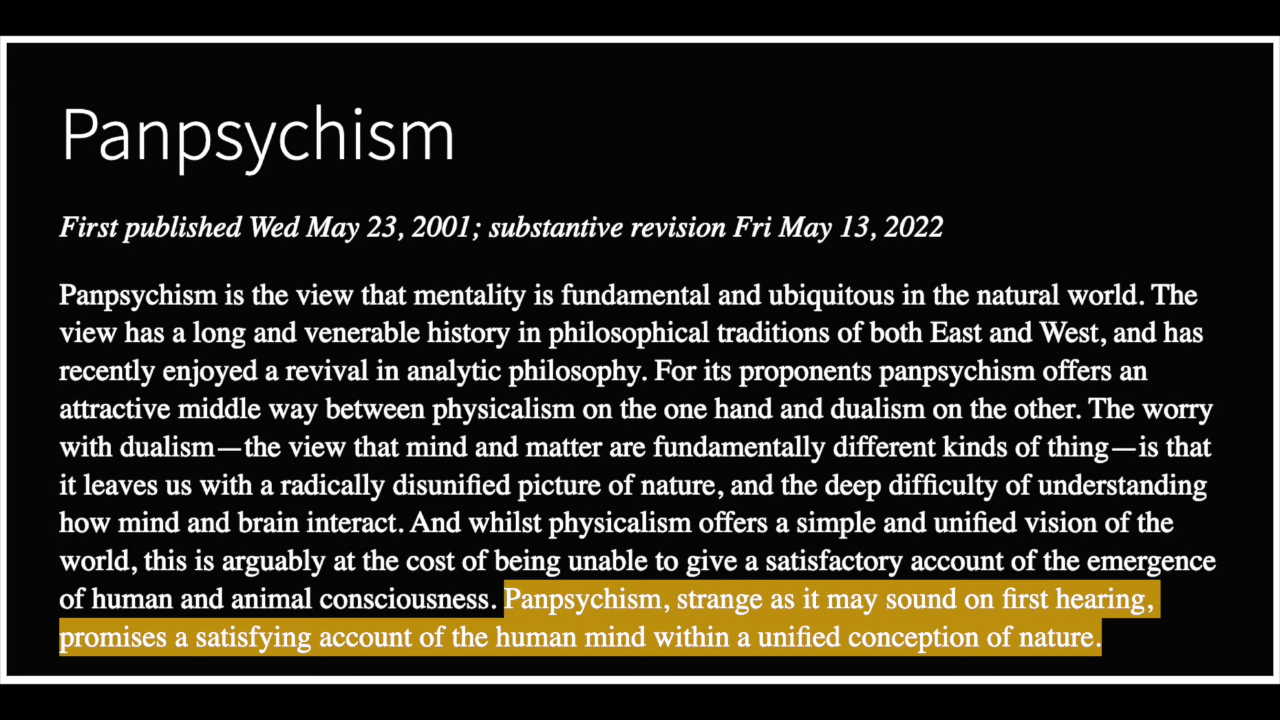 Panpsychism
First published Wed May 23, 2001; substantive revision Fri May 13, 2022
Panpsychism is the view that mentality is fundamental and ubiquitous in the natural world. The
view has a long and venerable history in philosophical traditions of both East and West, and has
recently enjoyed a revival in analytic philosophy. For its proponents panpsychism offers an
attractive middle way between physicalism on the one hand and dualism on the other. The worry
with dualism—the view that mind and matter are fundamentally different kinds of thing—is that
it leaves us with a radically disunified picture of nature, and the deep difficulty of understanding
how mind and brain interact. And whilst physicalism offers a simple and unified vision of the
world, this is arguably at the cost of being unable to give a satisfactory account of the emergence
of human and animal consciousness. Panpsychism, strange as it may sound on first hearing,
promises a satisfying account of the human mind within a unified conception of nature.